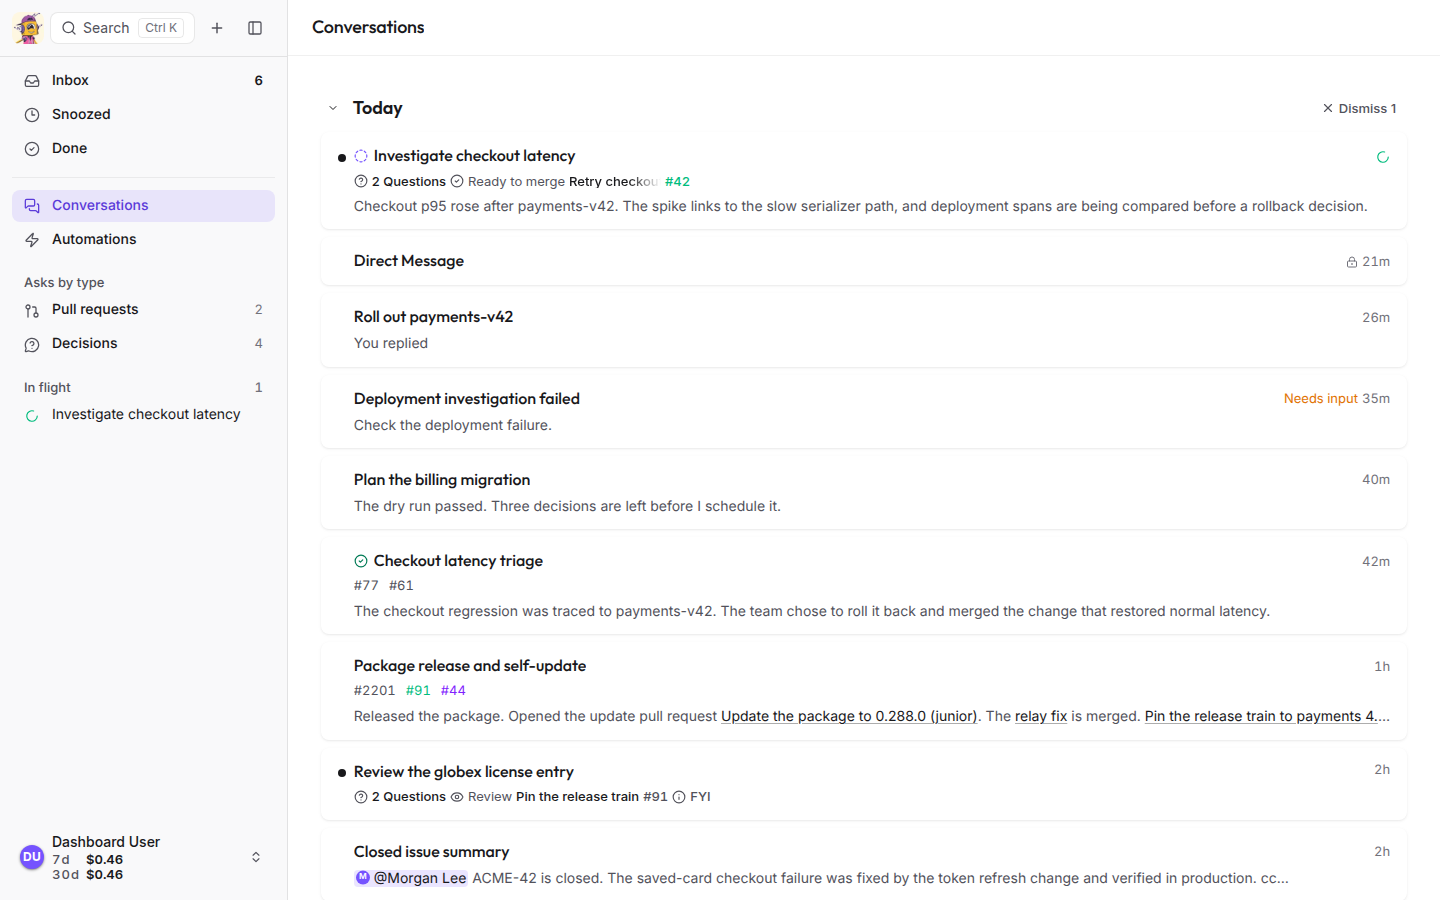 Search Ctrl K
Conversations
Inbox 6
Snoozed
Done
Conversations
Automations
Asks by type
Pull requests 2
Decisions 4
In flight 1
Investigate checkout latency
Dashboard User
DU
7d $0.46
30d $0.46
Today
Dismiss 1
Investigate checkout latency
2 Questions Ready to merge Retry checkou #42
Checkout p95 rose after payments-v42. The spike links to the slow serializer path, and deployment spans are being compared before a rollback decision.
Direct Message 21m
Roll out payments-v42 26m
You replied
Deployment investigation failed Needs input 35m
Check the deployment failure.
Plan the billing migration 40m
The dry run passed. Three decisions are left before I schedule it.
Checkout latency triage 42m
#77 #61
The checkout regression was traced to payments-v42. The team chose to roll it back and merged the change that restored normal latency.
Package release and self-update 1h
#2201 #91 #44
Released the package. Opened the update pull request Update the package to 0.288.0 (junior). The relay fix is merged. Pin the release train to payments 4....
Review the globex license entry 2h
2 Questions Review Pin the release train #91 FYI
Closed issue summary 2h
M @Morgan Lee ACME-42 is closed. The saved-card checkout failure was fixed by the token refresh change and verified in production. cc...